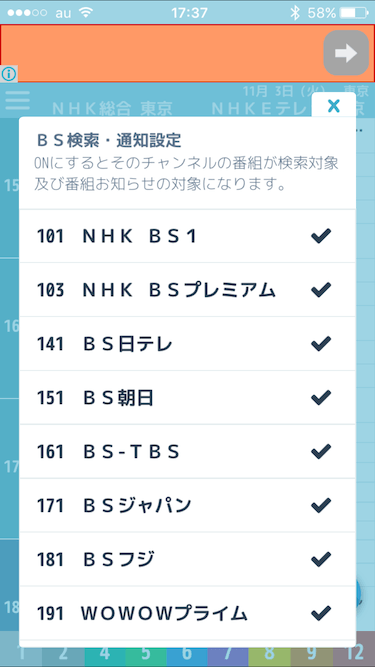 au 17:37 58%
11月 3日 (火) 東京
NHK総合 東京 NHKEテレ 京
BS検索・通知設定
ONにするとそのチャンネルの番組が検索対象
及び番組お知らせの対象になります。
101 NHK BS1
103 NHK BSプレミアム
141 BS日テレ
151 BS朝日
161 BS-TBS
171 BSジャパン
181 BSフジ
191 WOWOWプライム
15
16
17
18
1 2 4 5 6 7 8 9 12